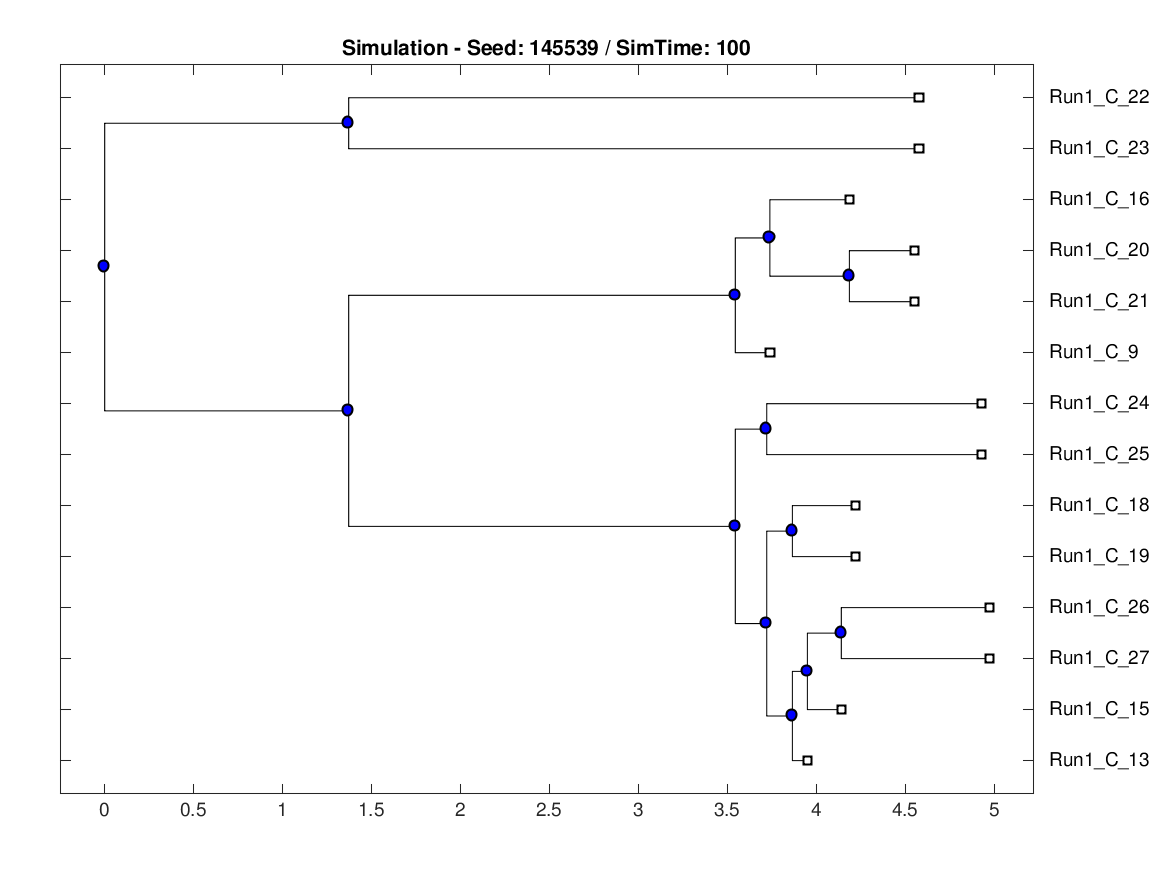 Simulation - Seed: 145539 / SimTime: 100
Run1_C_22
Run1_C_23
Run1_C_16
Run1_C_20
Run1_C_21
Run1_C_9
Run1_C_24
Run1_C_25
Run1_C_18
Run1_C_19
Run1_C_26
Run1_C_27
Run1_C_15
Run1_C_13
0 0.5 1 1.5 2 2.5 3 3.5 4 4.5 5